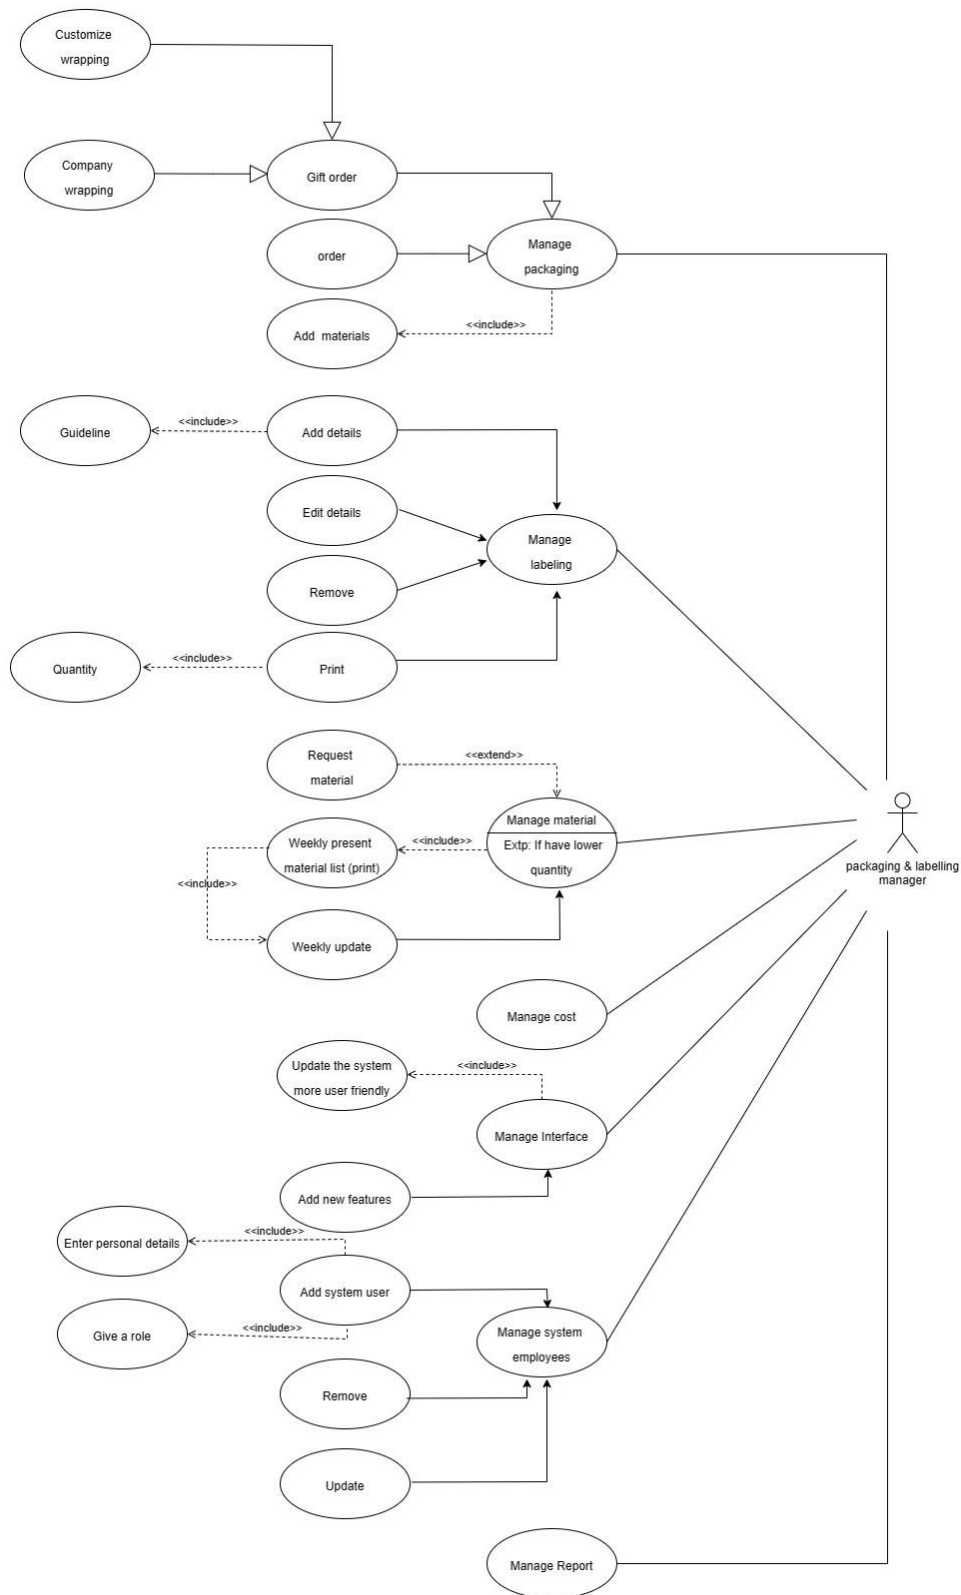 Customize
wrapping
Company
wrapping
Gift order
order
Manage
packaging
<<include>>
Add materials
Guideline
<<include>>
Add details
Edit details
Manage
labeling
Remove
Quantity
<<include>>
Print
Request
material
<<extend>>
Manage material
Extp: If have lower
quantity
<<include>>
Weekly present
material list (print)
<<include>>
Weekly update
packaging & labelling
manager
Manage cost
Update the system
more user friendly
<<include>>
Manage Interface
Add new features
Enter personal details
<<include>>
Add system user
Give a role
<<include>>
Manage system
employees
Remove
Update
Manage Report